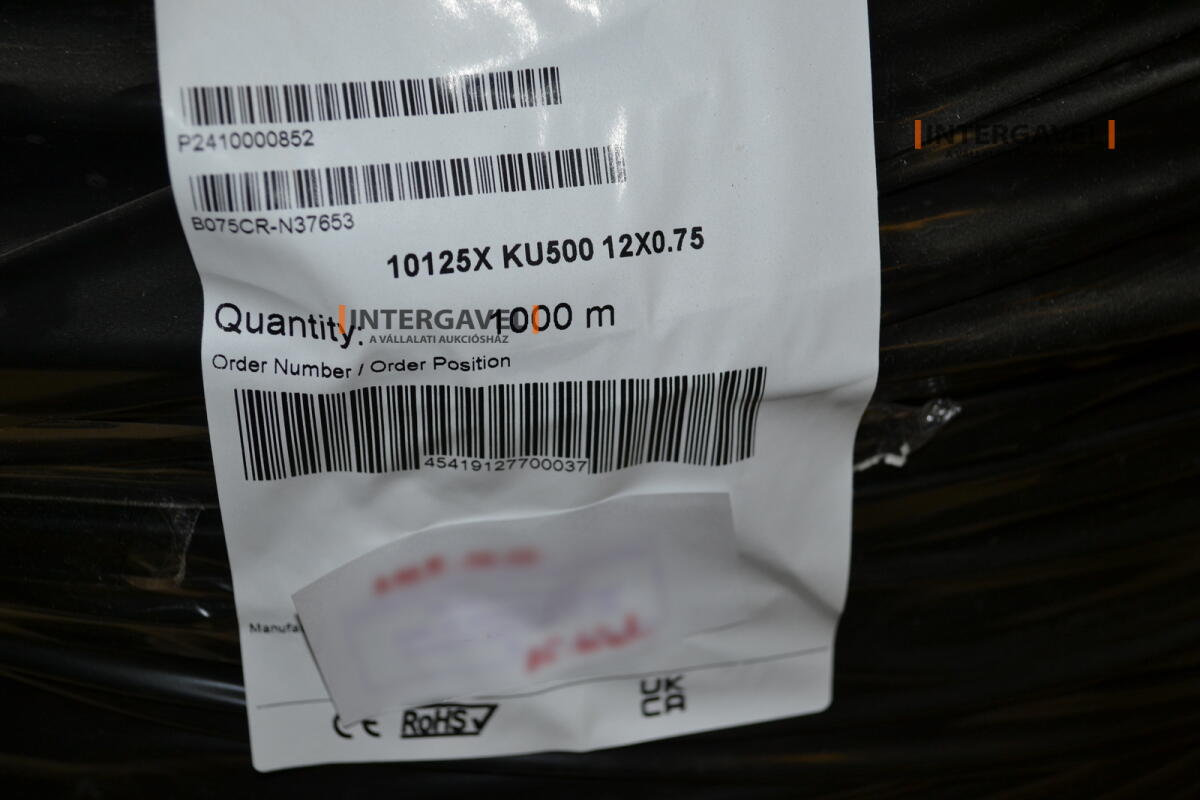 P2410000852
INTERGAVEL
B075CR-N37653
10125X KU500 12X0.75
Quantity: 1000 m
INTERGAVEL
A VÁLLALATI AUKCIÓSHÁZ
Order Number / Order Position
45419127700037
CE RoHS
UK
CA